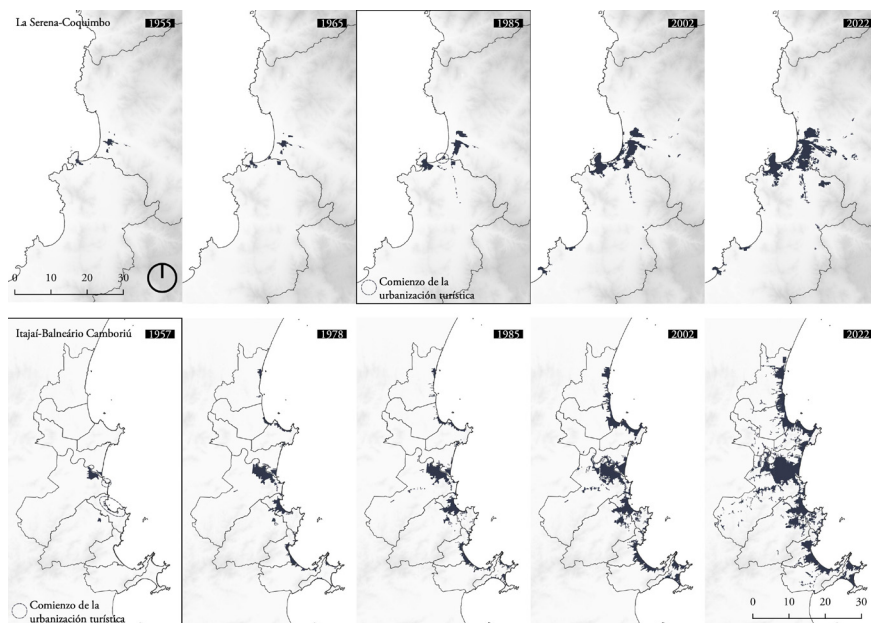 La Serena-Coquimbo 1955
1965
1985
2002
2022
0 10 20 30
Comienzo de la
urbanización turística
Itajaí-Balneário Camboriú 1957
1978
1985
2002
2022
Comienzo de la
urbanización turística
0 10 20 30